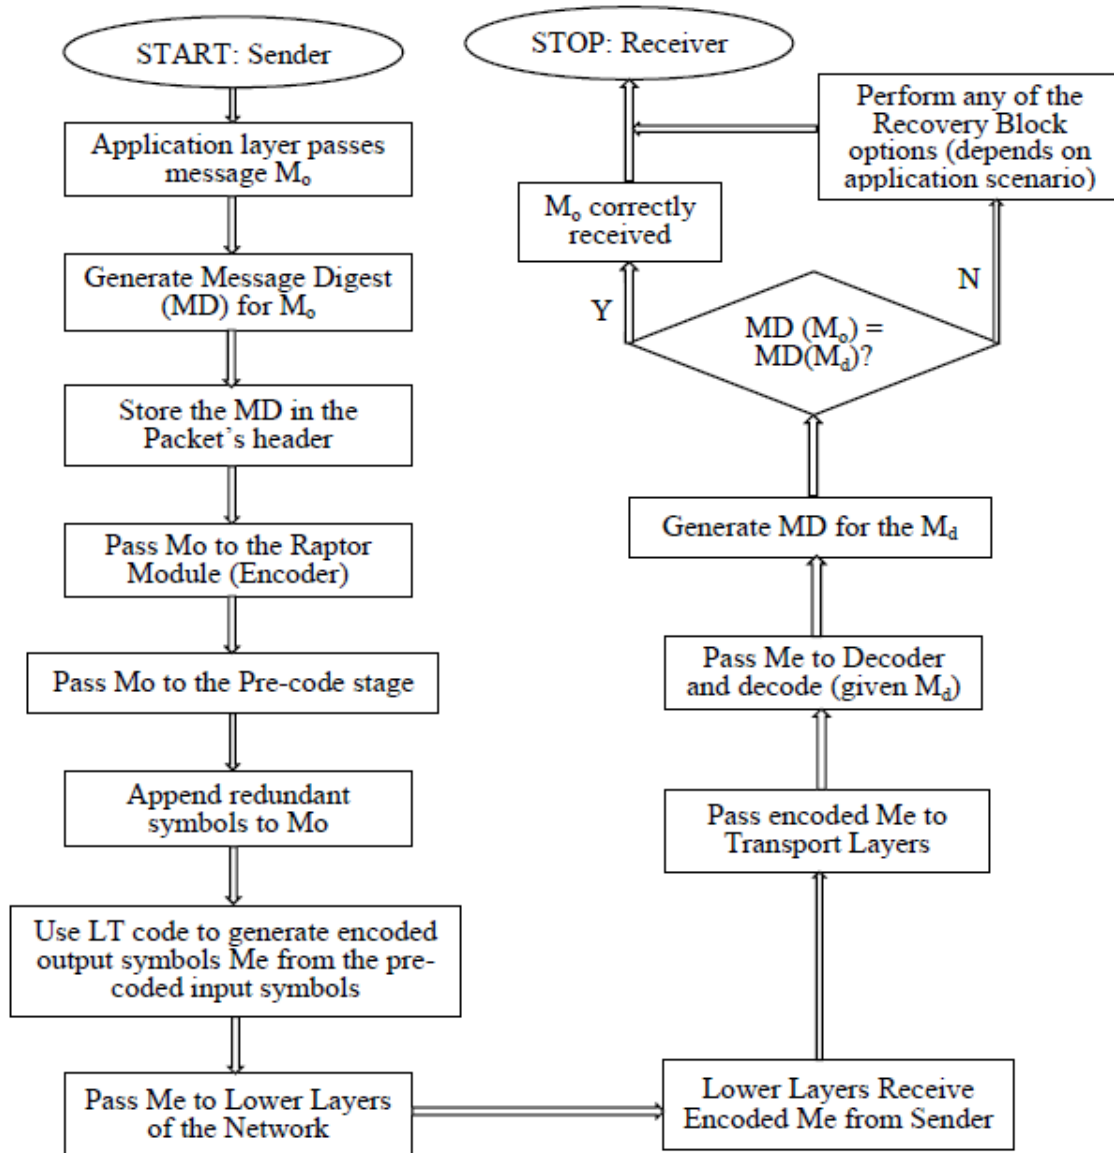 START: Sender
Application layer passes
message Mₒ
Generate Message Digest
(MD) for Mₒ
Store the MD in the
Packet’s header
Pass Mo to the Raptor
Module (Encoder)
Pass Mo to the Pre-code stage
Append redundant
symbols to Mo
Use LT code to generate encoded
output symbols Me from the pre-
coded input symbols
Pass Me to Lower Layers
of the Network
Lower Layers Receive
Encoded Me from Sender
Pass encoded Me to
Transport Layers
Pass Me to Decoder
and decode (given M_d)
Generate MD for the M_d
MD (Mₒ) =
MD(M_d)?
Y
N
Mₒ correctly
received
Perform any of the
Recovery Block
options (depends on
application scenario)
STOP: Receiver